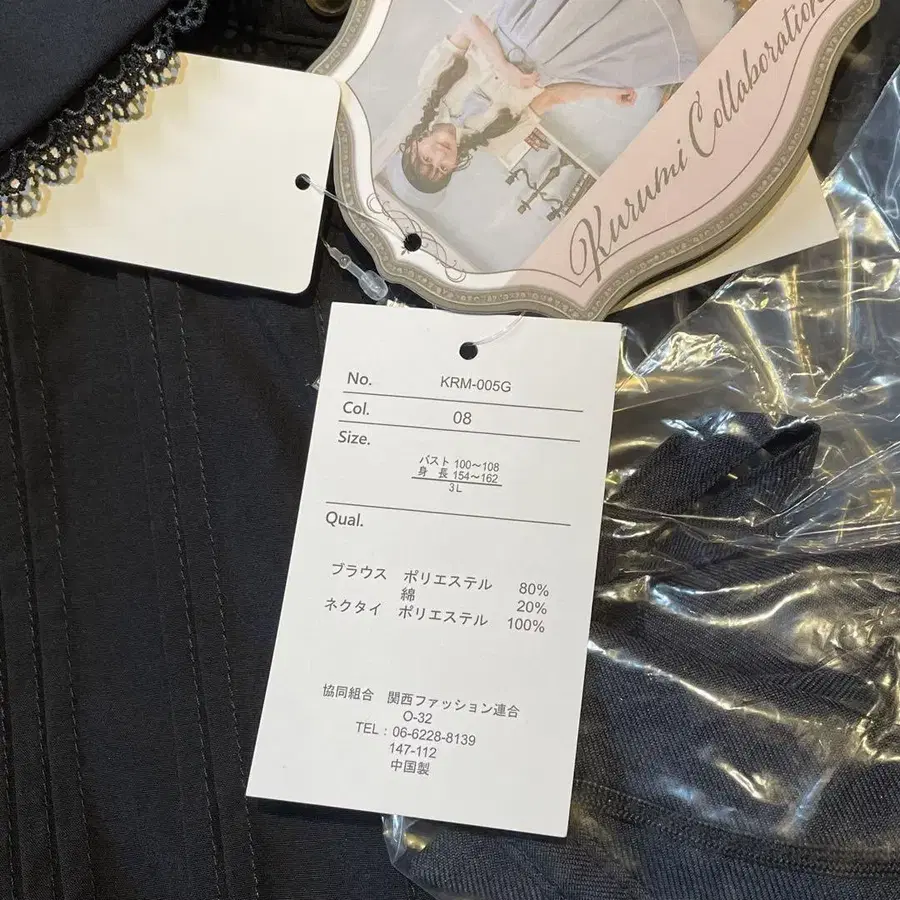 Kurumi Collaboration
No. KRM-005G
Col. 08
Size.
バスト 100～108
身 長 154～162
3L
Qual.
ブラウス ポリエステル 80%
綿 20%
ネクタイ ポリエステル 100%
協同組合 関西ファッション連合
O-32
TEL：06-6228-8139
147-112
中国製